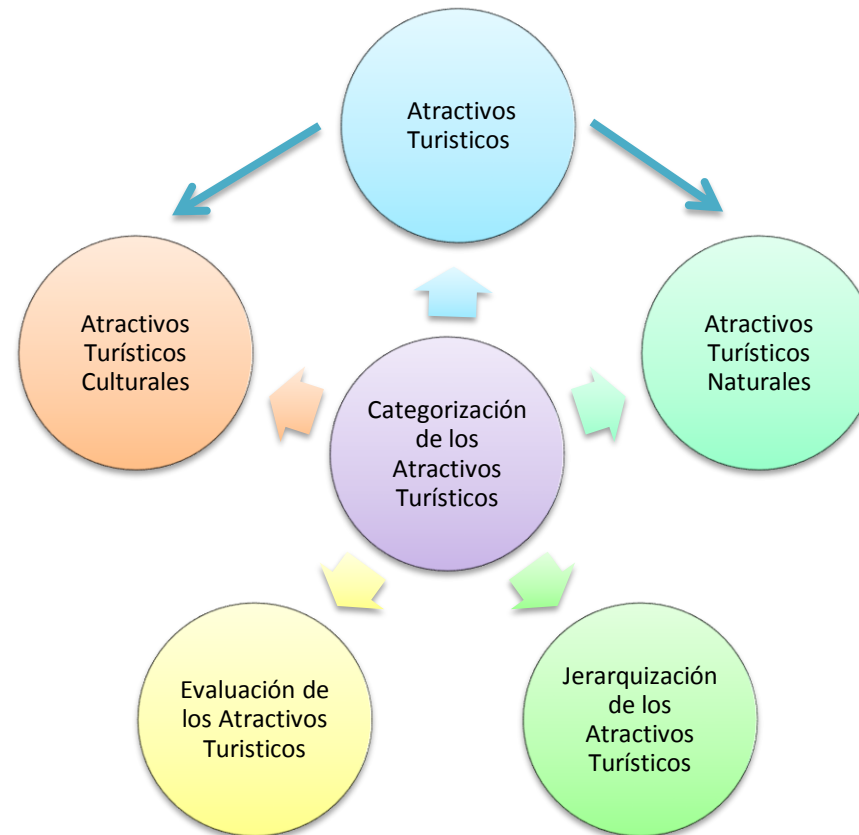 Atractivos
Turisticos
Atractivos
Turísticos
Culturales
Atractivos
Turísticos
Naturales
Categorización
de los
Atractivos
Turísticos
Evaluación de
los Atractivos
Turisticos
Jerarquización
de los
Atractivos
Turísticos